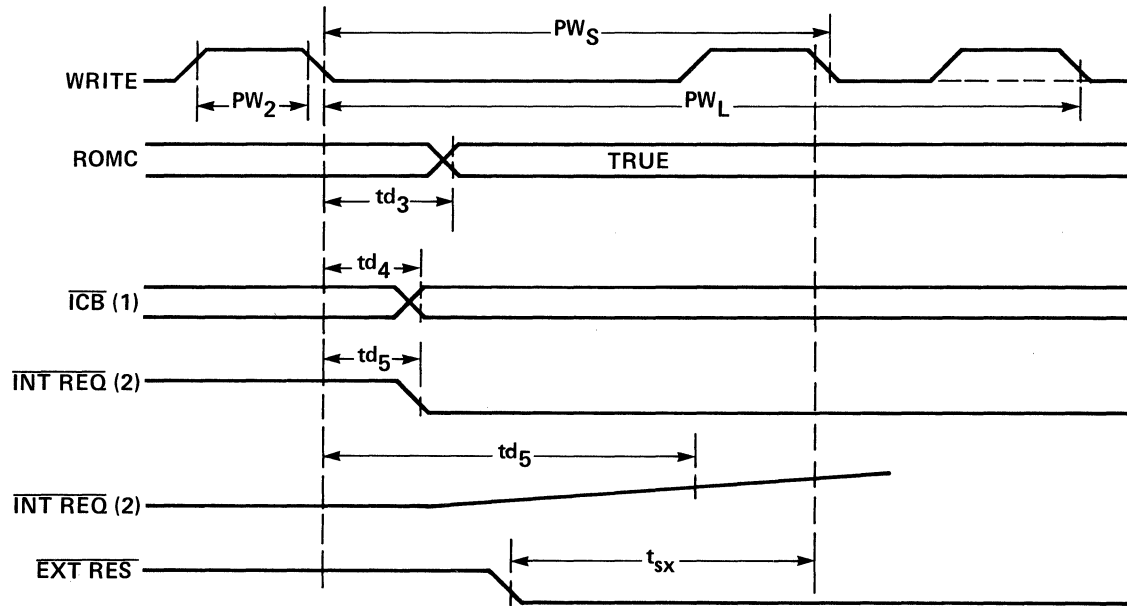 PWS
WRITE
PW2
PWL
ROMC
TRUE
td3
td4
ICB (1)
td5
INT REQ (2)
td5
INT REQ (2)
tsx
EXT RES